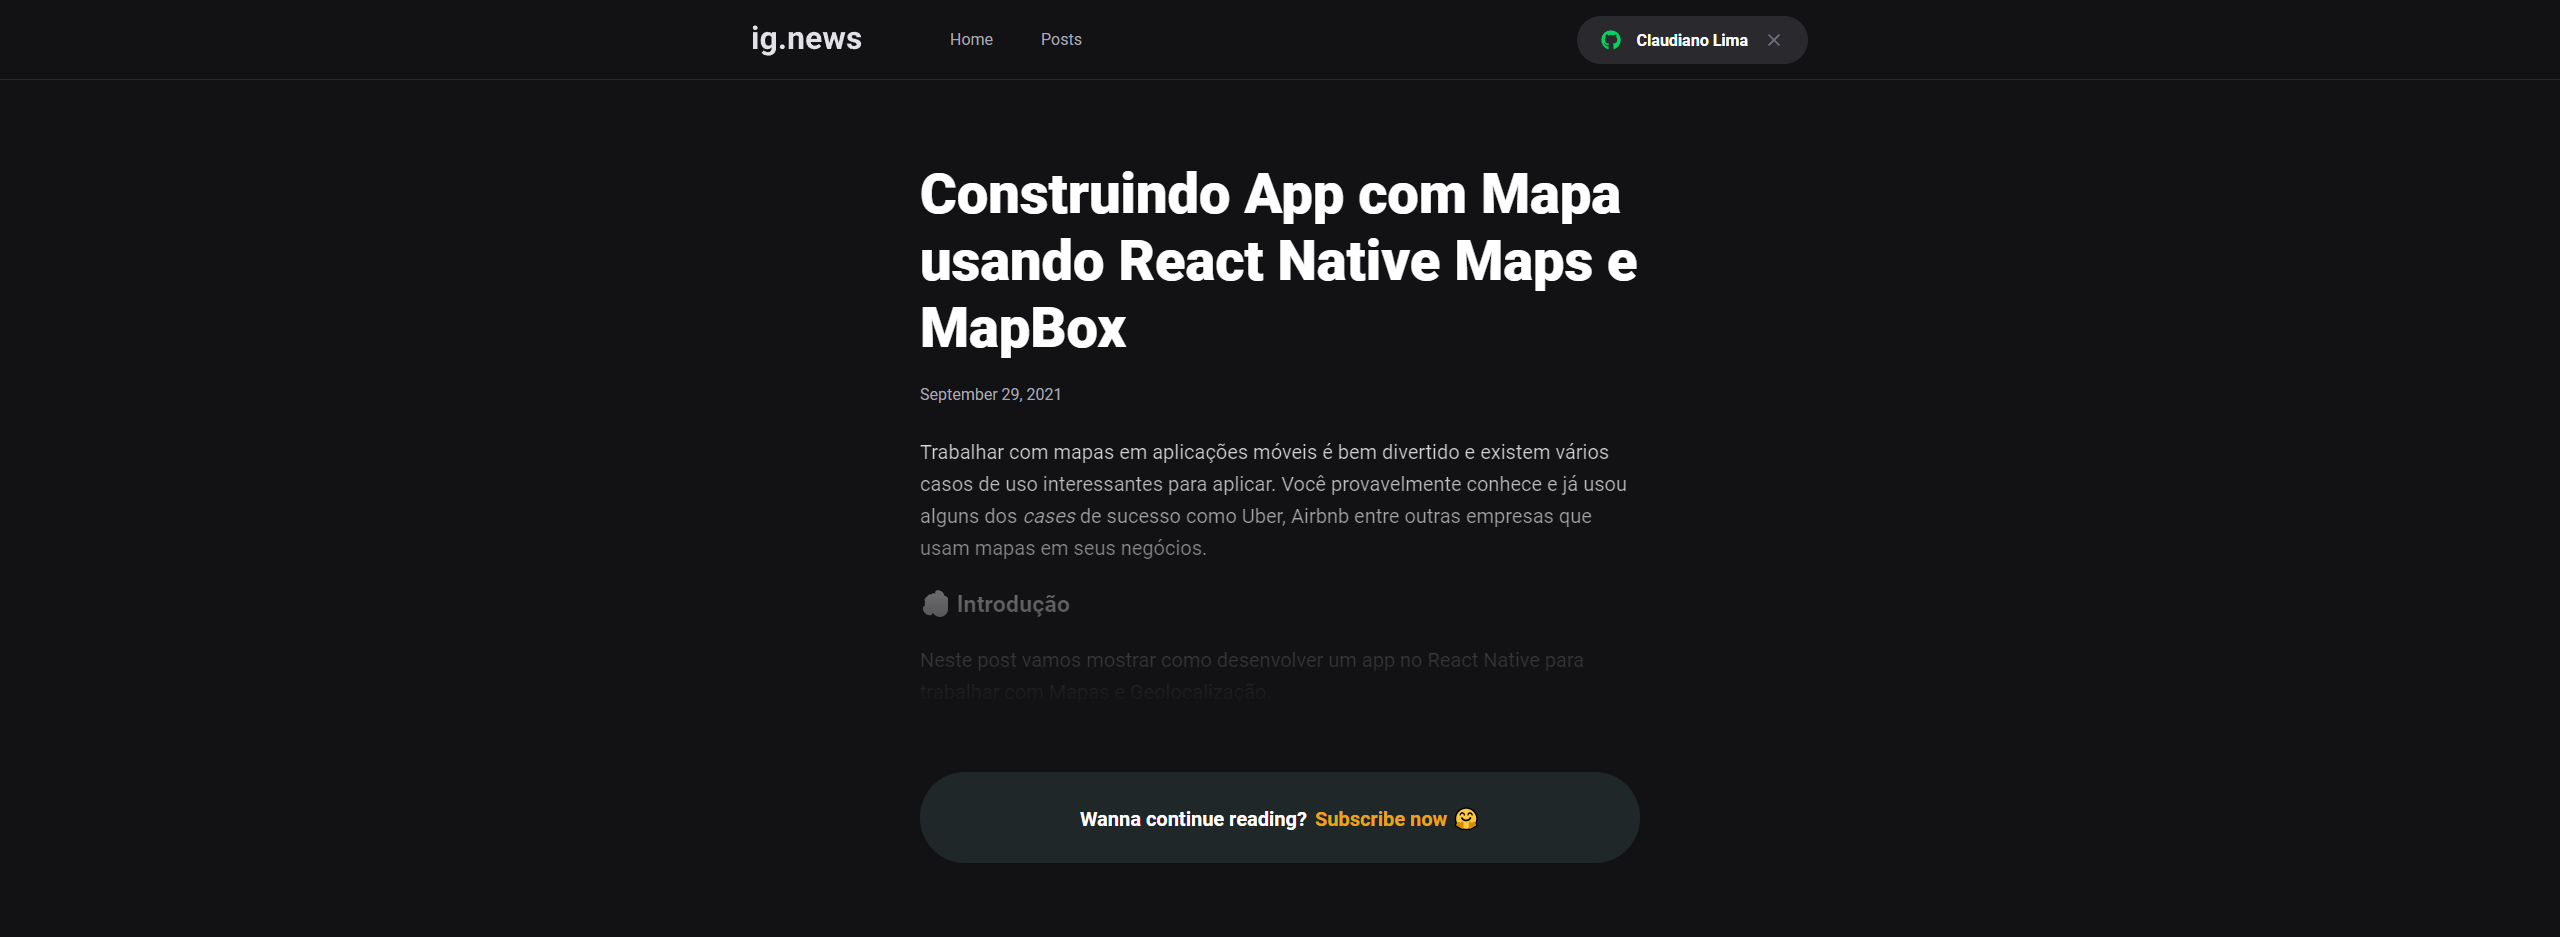 ig.news
Home
Posts
Claudiano Lima
Construindo App com Mapa
usando React Native Maps e
MapBox
September 29, 2021
Trabalhar com mapas em aplicações móveis é bem divertido e existem vários
casos de uso interessantes para aplicar. Você provavelmente conhece e já usou
alguns dos cases de sucesso como Uber, Airbnb entre outras empresas que
usam mapas em seus negócios.
Introdução
Neste post vamos mostrar como desenvolver um app no React Native para
trabalhar com Mapas e Geolocalização.
Wanna continue reading? Subscribe now 🤗